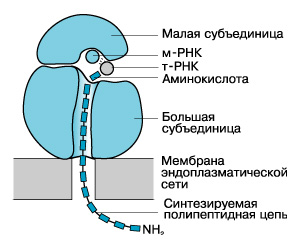 Малая субъединица
м-РНК
т-РНК
Аминокислота
Большая
субъединица
Мембрана
эндоплазматической
сети
Синтезируемая
полипептидная цепь
NH₂